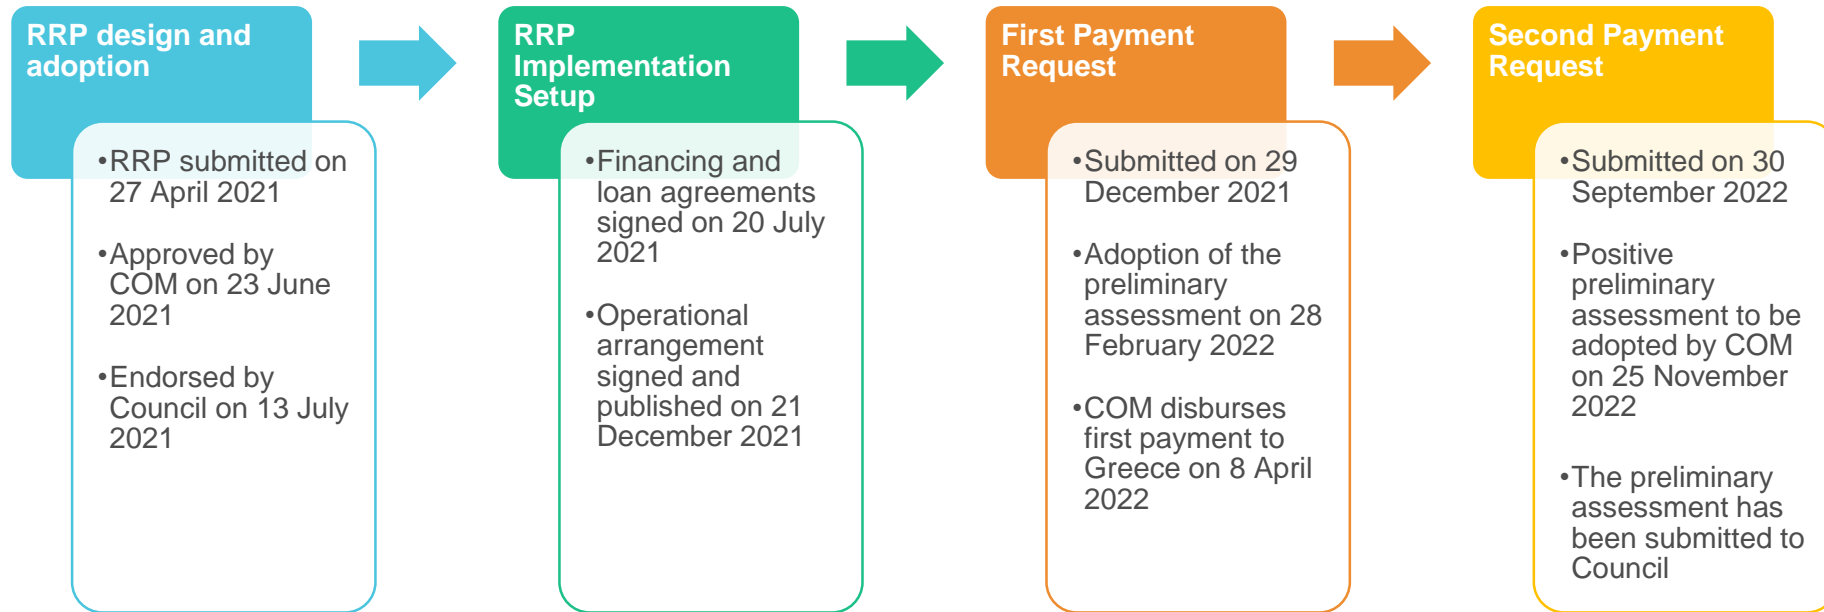 RRP design and
adoption
•RRP submitted on
27 April 2021
•Approved by
COM on 23 June
2021
•Endorsed by
Council on 13 July
2021
RRP
Implementation
Setup
•Financing and
loan agreements
signed on 20 July
2021
•Operational
arrangement
signed and
published on 21
December 2021
First Payment
Request
•Submitted on 29
December 2021
•Adoption of the
preliminary
assessment on 28
February 2022
•COM disburses
first payment to
Greece on 8 April
2022
Second Payment
Request
•Submitted on 30
September 2022
•Positive
preliminary
assessment to be
adopted by COM
on 25 November
2022
•The preliminary
assessment has
been submitted to
Council